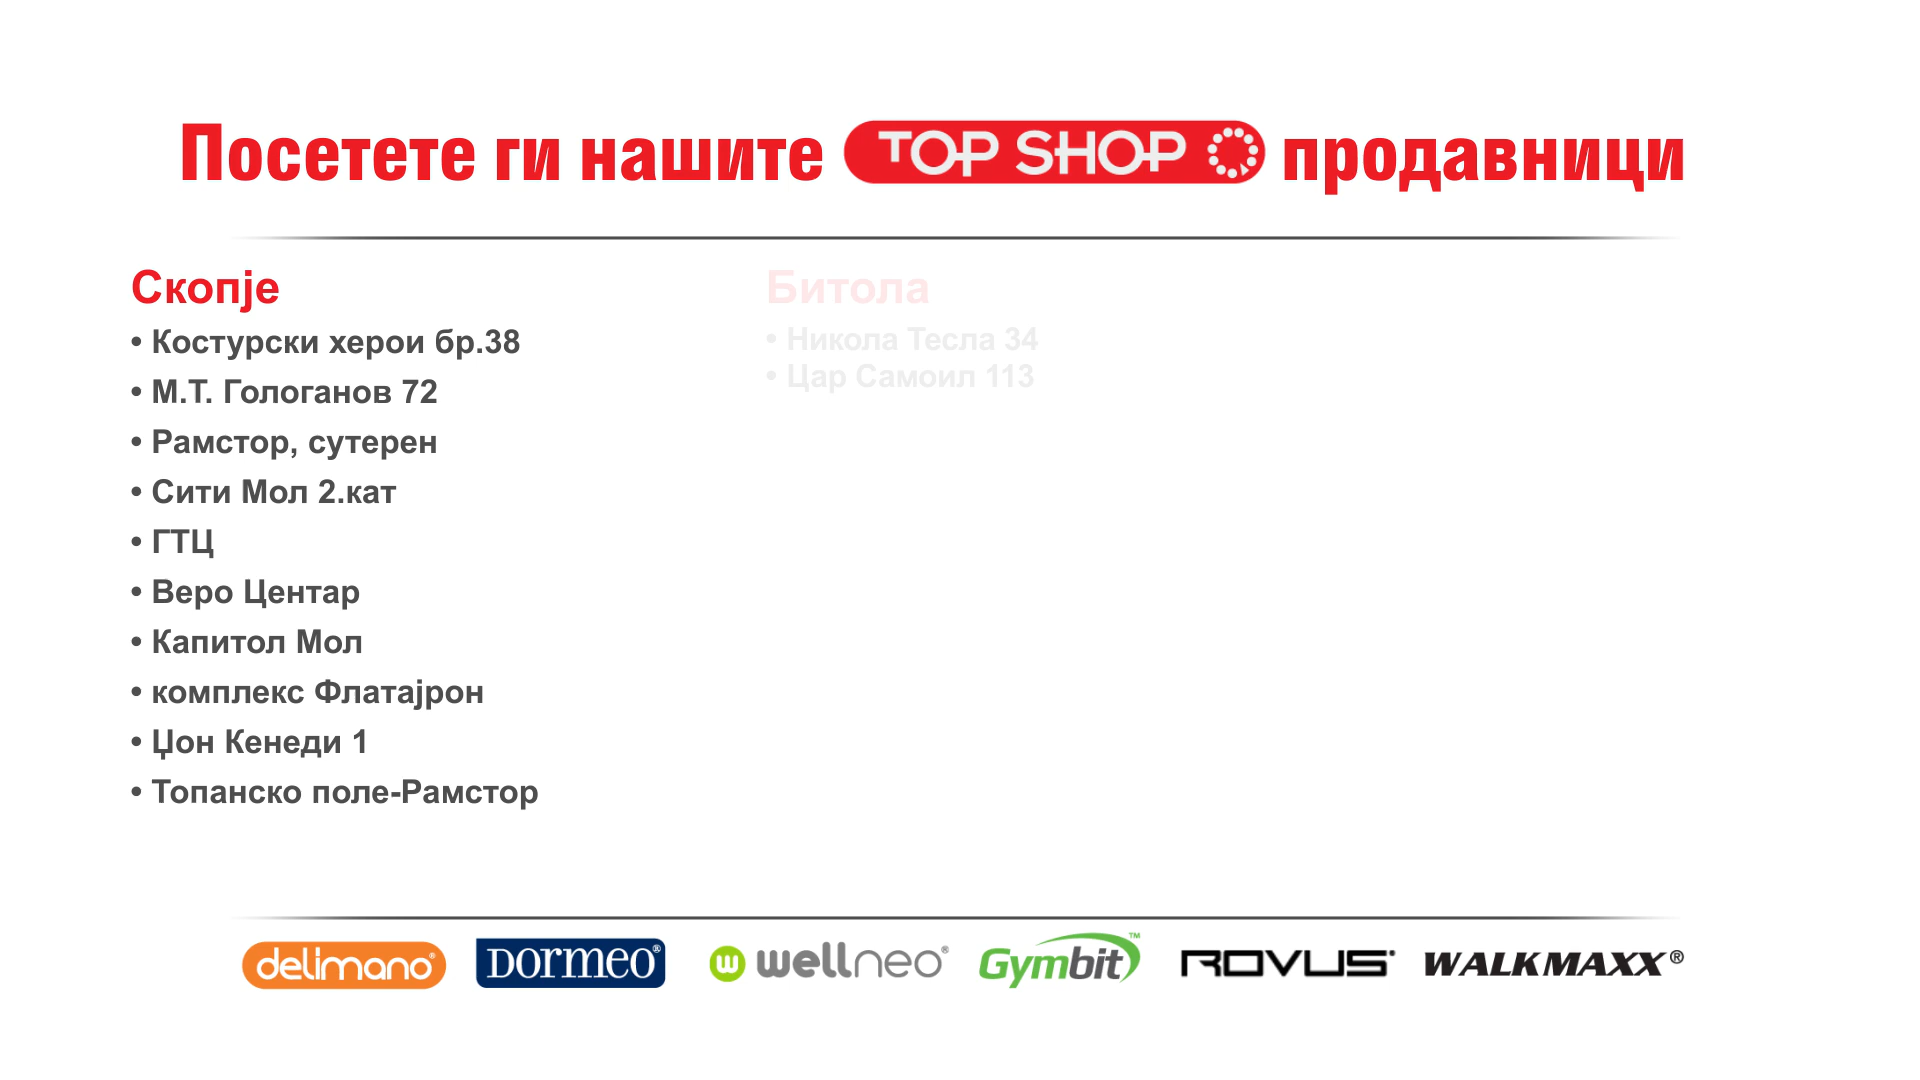 Посетете ги нашите TOP SHOP продавници
Скопје
• Костурски херои бр.38
• М.Т. Гологанов 72
• Рамстор, сутерен
• Сити Мол 2.кат
• ГТЦ
• Веро Центар
• Капитол Мол
• комплекс Флатајрон
• Џон Кенеди 1
• Топанско поле-Рамстор
Битола
• Никола Тесла 34
• Цар Самоил 113
delimano® DORMEO® w wellneo® Gymbit™ ROVUS® WALKMAXX®